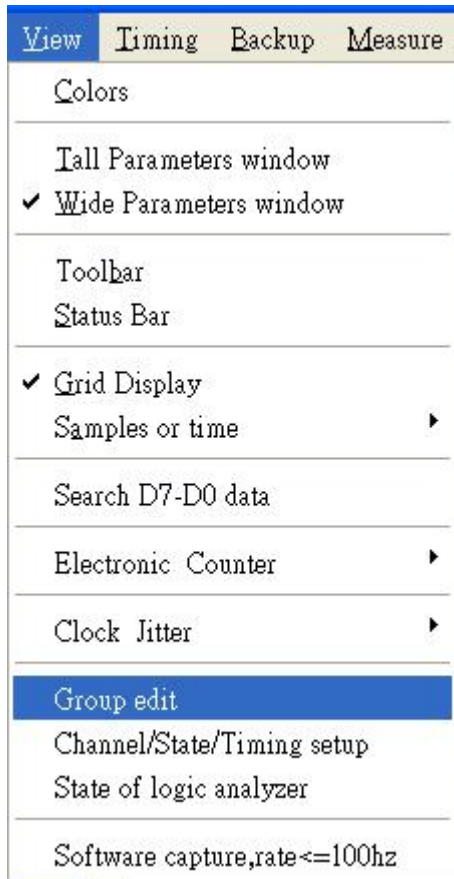 View Timing Backup Measure
Colors
Tall Parameters window
✔ Wide Parameters window
Toolbar
Status Bar
✔ Grid Display
Samples or time
Search D7-D0 data
Electronic Counter
Clock Jitter
Group edit
Channel/State/Timing setup
State of logic analyzer
Software capture,rate<=100hz